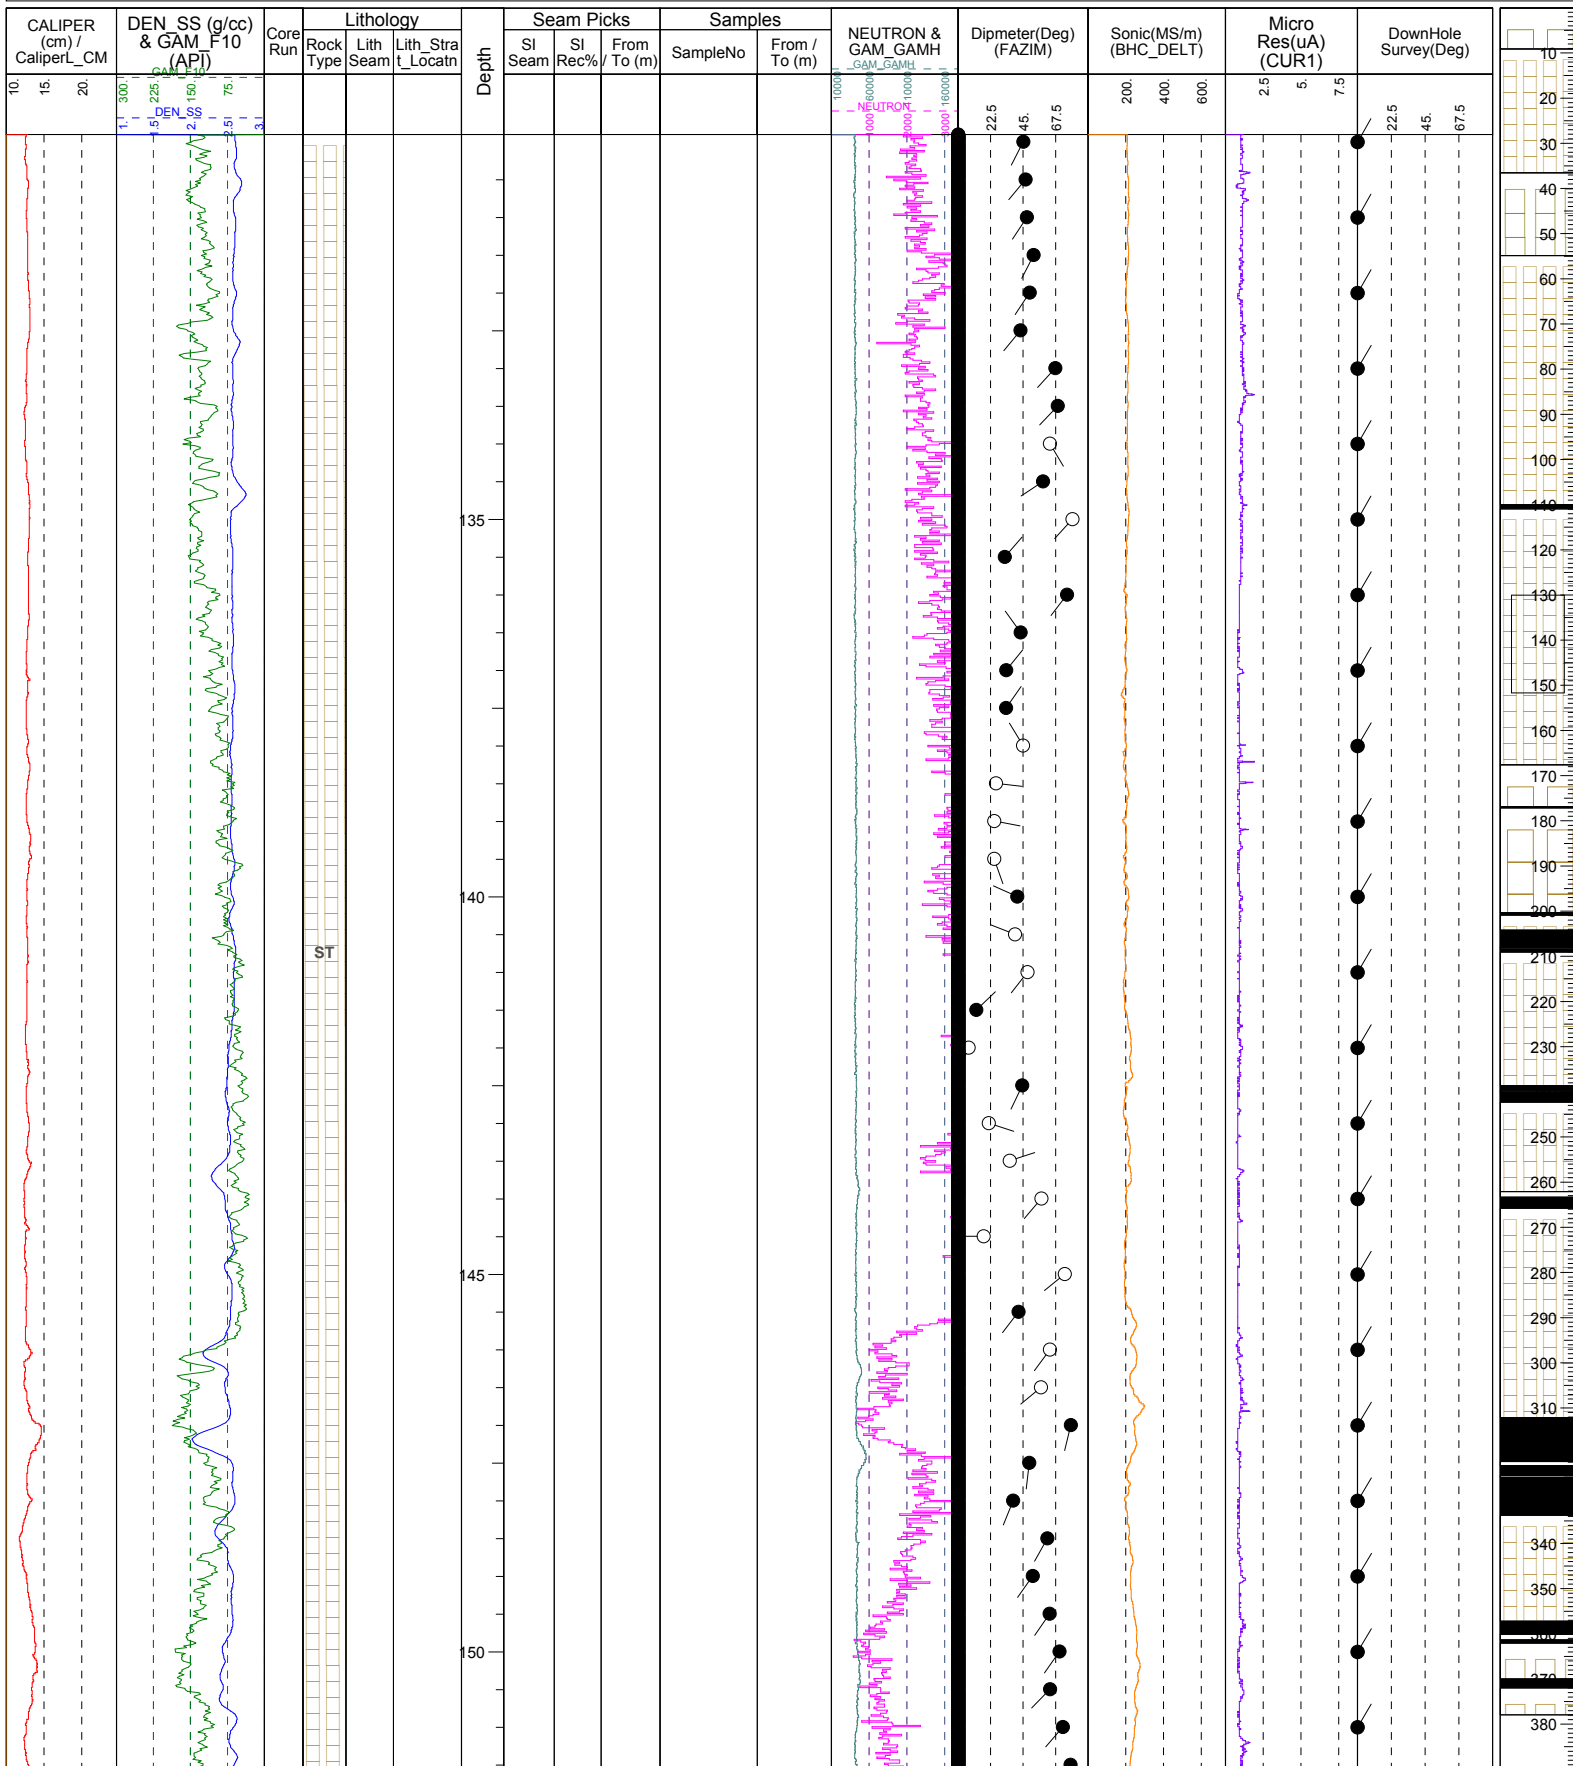 CALIPER
(cm) /
CaliperL_CM
DEN_SS (g/cc)
& GAM_F10
(API)
Core
Run
Lithology
Rock
Type
Lith
Seam
Lith_Stra
t_Locatn
Depth
Seam Picks
SI
Seam
SI
Rec%
From
/ To (m)
Samples
SampleNo
From /
To (m)
NEUTRON &
GAM_GAMH
Dipmeter(Deg)
(FAZIM)
Sonic(MS/m)
(BHC_DELT)
Micro
Res(uA)
(CUR1)
DownHole
Survey(Deg)
10. 15. 20.
GAM_F10
300. 225. 150. 75.
DEN_SS
1. 1.5 2. 2.5 3.
GAM_GAMH
NEUTRON
1000 2000 3000
22.5 45. 67.5
200. 400. 600.
2.5 5. 7.5
22.5 45. 67.5
135
140
ST
145
150
10
20
30
40
50
60
70
80
90
100
110
120
130
140
150
160
170
180
190
200
210
220
230
250
260
270
280
290
300
310
340
350
360
370
380